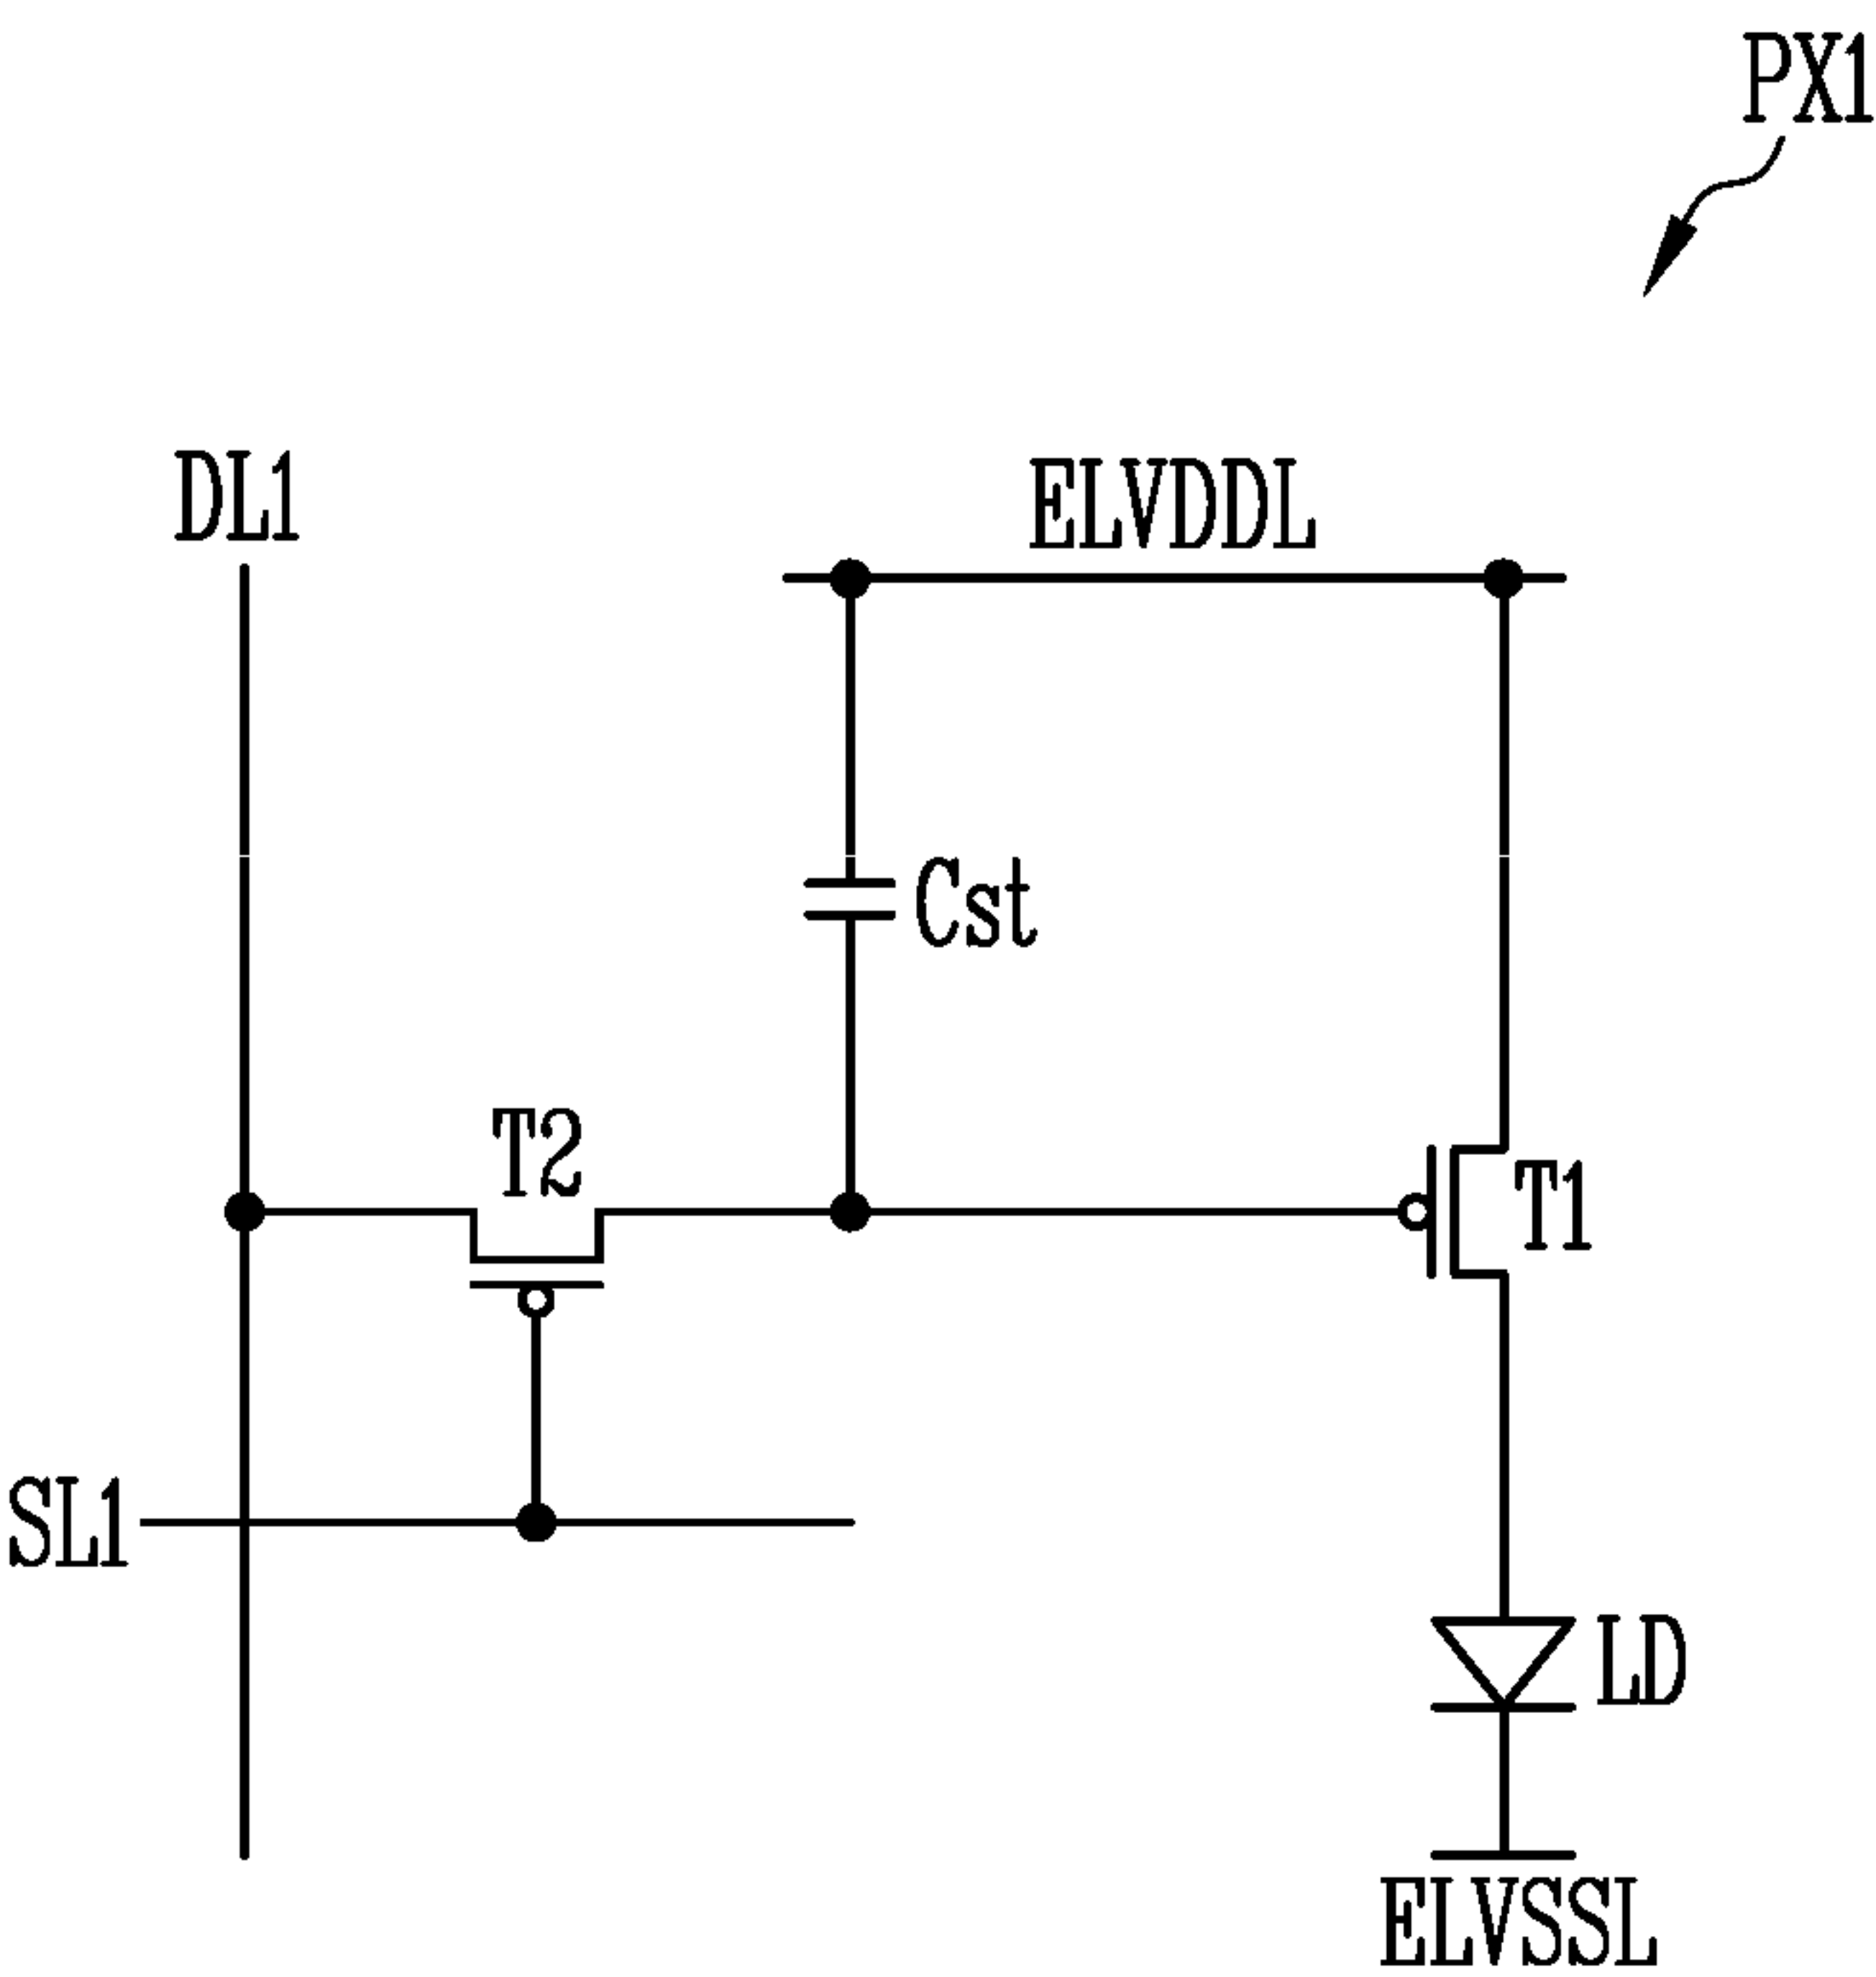 PX1
DL1
ELVDDL
Cst
T2
T1
SL1
LD
ELVSSL